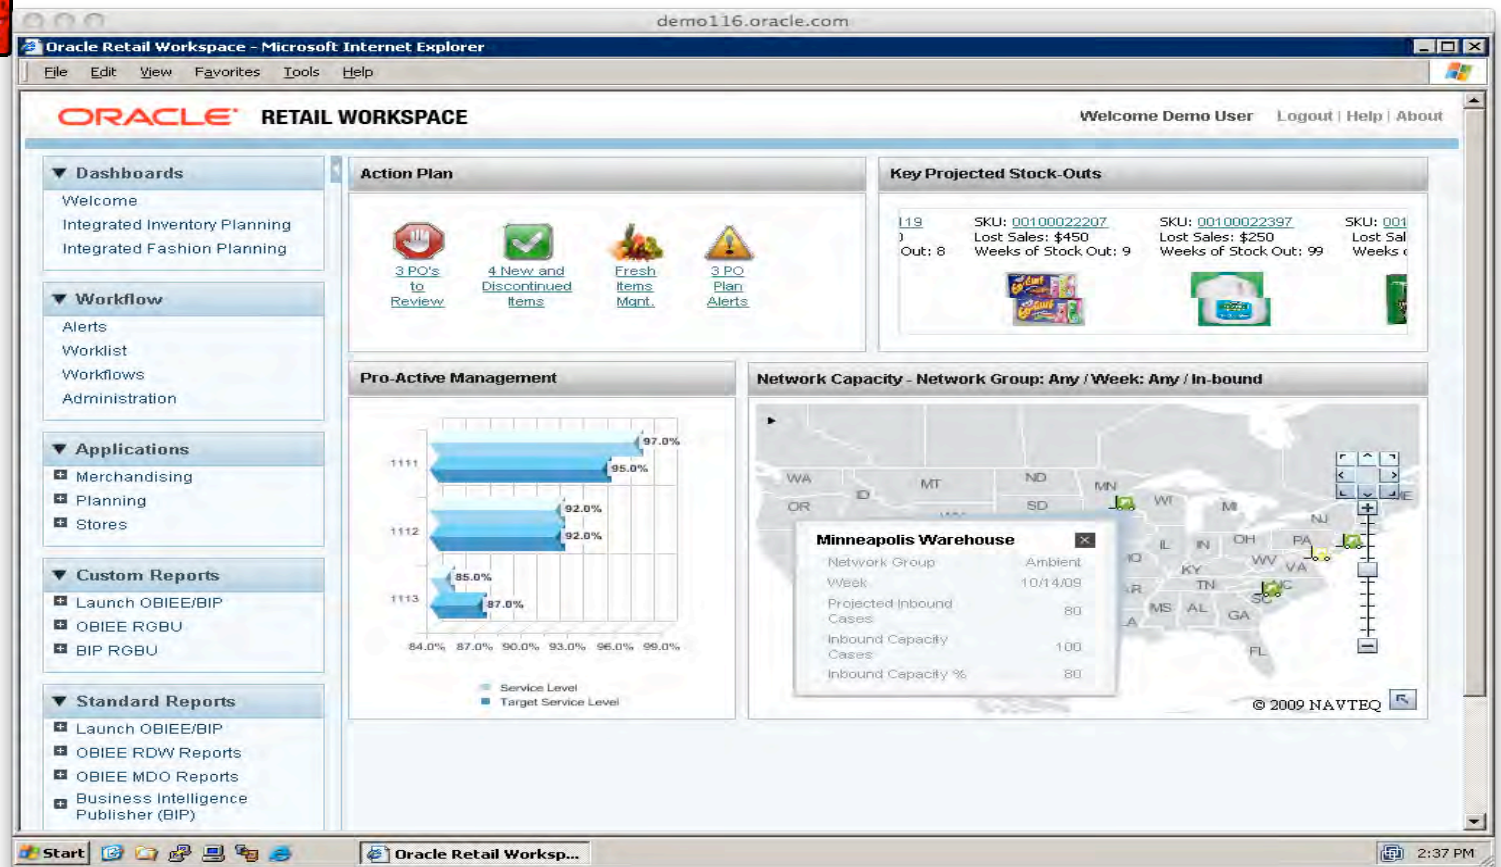 demo116.oracle.com
Oracle Retail Workspace - Microsoft Internet Explorer
File Edit View Favorites Tools Help
ORACLE RETAIL WORKSPACE
Welcome Demo User Logout | Help | About
Dashboards
Welcome
Integrated Inventory Planning
Integrated Fashion Planning
Workflow
Alerts
Worklist
Workflows
Administration
Applications
Merchandising
Planning
Stores
Custom Reports
Launch OBIEE/BIP
OBIEE RGBU
BIP RGBU
Standard Reports
Launch OBIEE/BIP
OBIEE RDW Reports
OBIEE MDO Reports
Business Intelligence
Publisher (BIP)
Action Plan
3 PO's
to
Review
4 New and
Discontinued
Items
Fresh
Items
Mgnt.
3 PO
Plan
Alerts
Key Projected Stock-Outs
119
Out: 8
SKU: 00100022207
Lost Sales: $450
Weeks of Stock Out: 9
SKU: 00100022397
Lost Sales: $250
Weeks of Stock Out: 99
SKU: 001
Lost Sal
Weeks
Pro-Active Management
97.0%
1111
95.0%
92.0%
1112
92.0%
85.0%
1113
87.0%
84.0% 87.0% 90.0% 93.0% 96.0% 99.0%
Service Level
Target Service Level
Network Capacity - Network Group: Any / Week: Any / In-bound
WA MT ND MN
ID
OR SD WI MI
NJ
IL IN OH PA
KY WV VA
TN
SC
MS AL GA
FL
Minneapolis Warehouse
Network Group Ambient
Week 10/14/09
Projected Inbound
Cases 80
Inbound Capacity
Cases 100
Inbound Capacity % 80
© 2009 NAVTEQ
Start
Oracle Retail Worksp...
2:37 PM